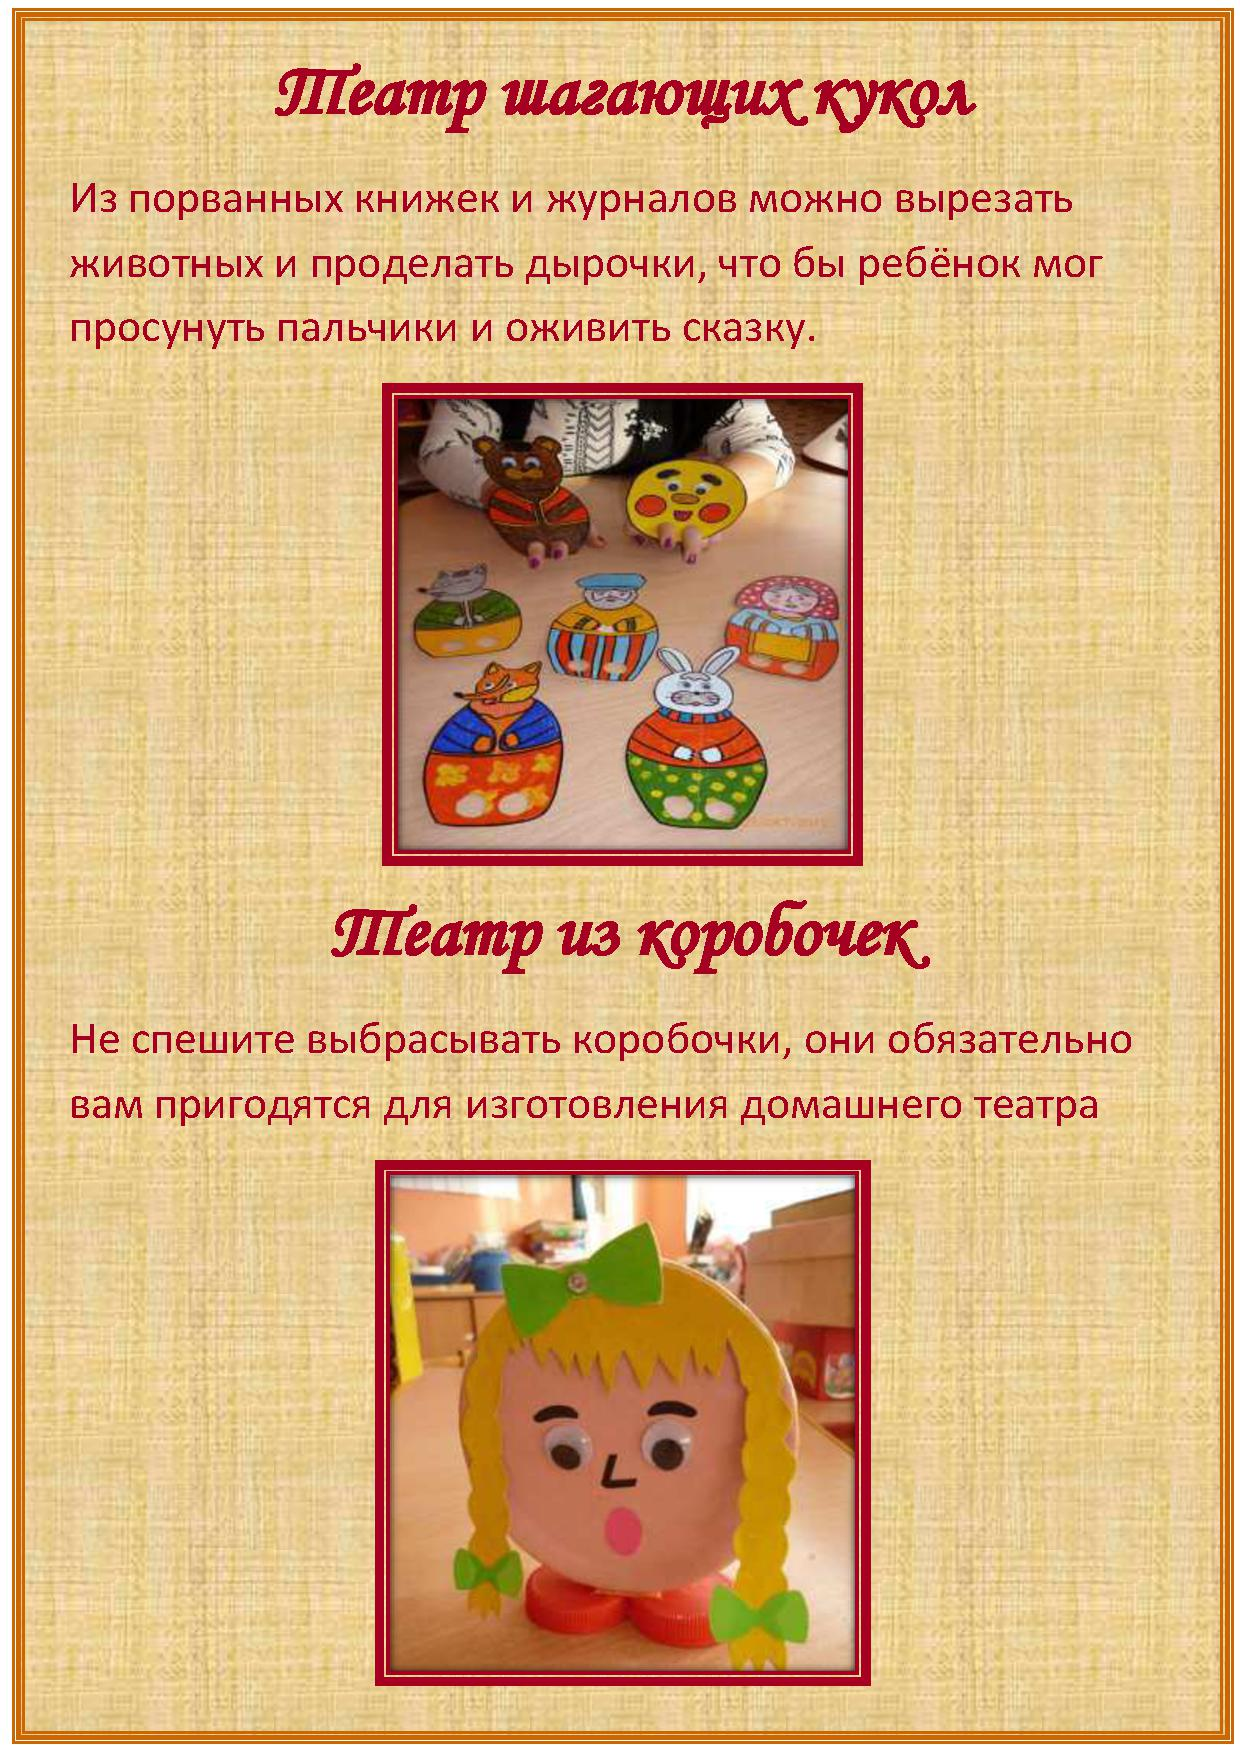 Театр шагающих кукол
Из порванных книжек и журналов можно вырезать
животных и проделать дырочки, что бы ребёнок мог
просунуть пальчики и оживить сказку.
Театр из коробочек
Не спешите выбрасывать коробочки, они обязательно
вам пригодятся для изготовления домашнего театра